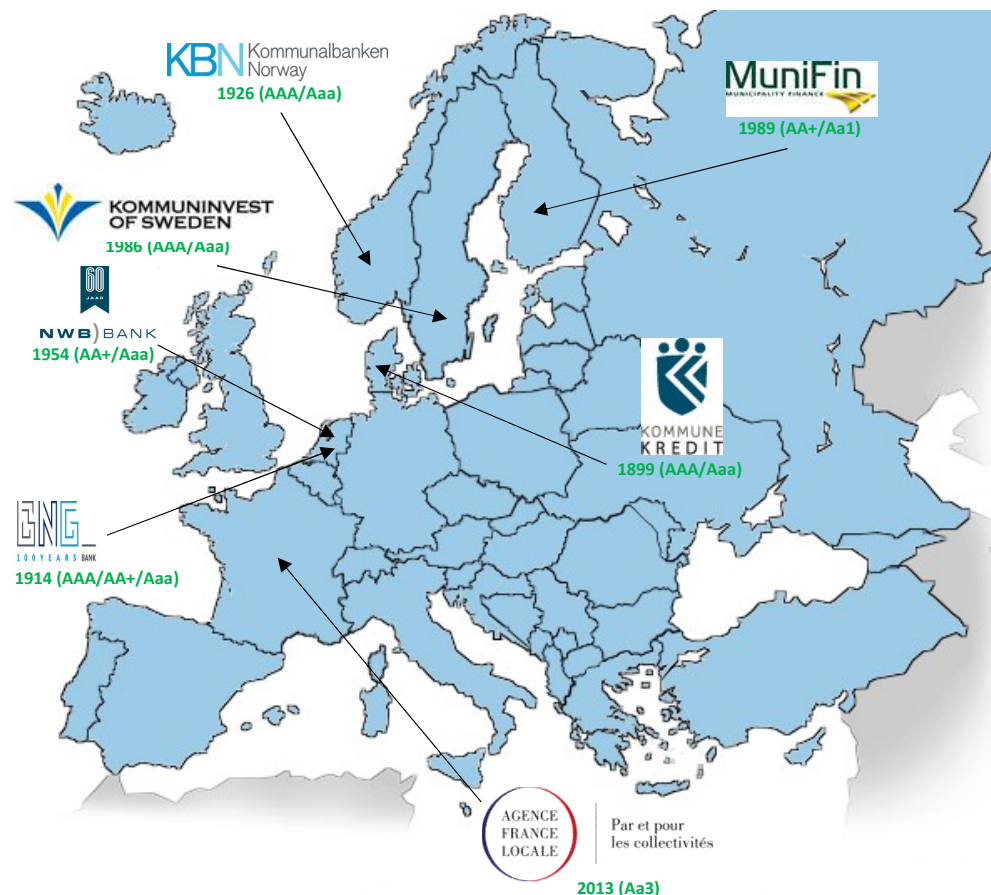 KBN Kommunalbanken
Norway
1926 (AAA/Aaa)
MuniFin
MUNICIPALITY FINANCE
1989 (AA+/Aa1)
KOMMUNINVEST
OF SWEDEN
1986 (AAA/Aaa)
60
JAAR
NWB)BANK
1954 (AA+/Aaa)
KOMMUNE
KREDIT
1899 (AAA/Aaa)
BNG
100YEARS BANK
1914 (AAA/AA+/Aaa)
AGENCE
FRANCE
LOCALE
Par et pour
les collectivités
2013 (Aa3)